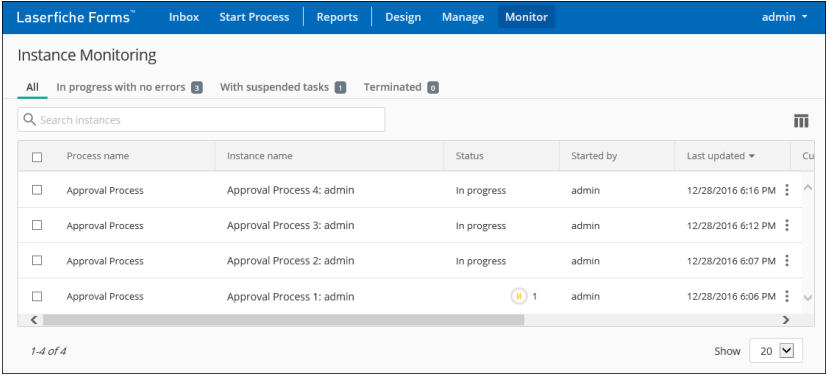 Laserfiche Forms™ Inbox Start Process Reports Design Manage Monitor admin
Instance Monitoring
All In progress with no errors 3 With suspended tasks 1 Terminated 0
Search instances
Process name Instance name Status Started by Last updated Cu
Approval Process Approval Process 4: admin In progress admin 12/28/2016 6:16 PM
Approval Process Approval Process 3: admin In progress admin 12/28/2016 6:12 PM
Approval Process Approval Process 2: admin In progress admin 12/28/2016 6:07 PM
Approval Process Approval Process 1: admin 1 admin 12/28/2016 6:06 PM
1-4 of 4 Show 20